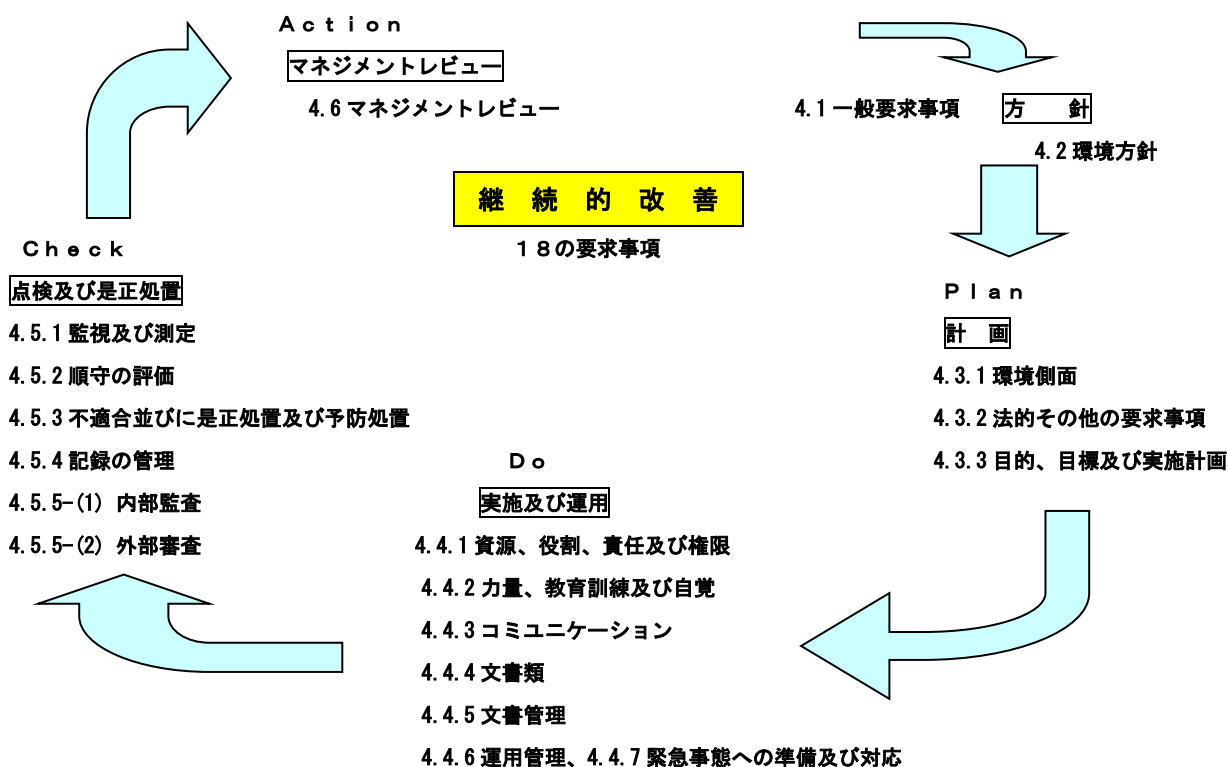 Ａｃｔｉｏｎ
マネジメントレビュー
4.6マネジメントレビュー
4.1一般要求事項
方　　針
4.2環境方針
継　続　的　改　善
１８の要求事項
Ｐｌａｎ
計　画
4.3.1環境側面
4.3.2法的その他の要求事項
4.3.3目的、目標及び実施計画
Ｄｏ
実施及び運用
4.4.1資源、役割、責任及び権限
4.4.2力量、教育訓練及び自覚
4.4.3コミユニケーション
4.4.4文書類
4.4.5文書管理
4.4.6運用管理、4.4.7緊急事態への準備及び対応
Ｃｈｅｃｋ
点検及び是正処置
4.5.1監視及び測定
4.5.2順守の評価
4.5.3不適合並びに是正処置及び予防処置
4.5.4記録の管理
4.5.5-(1) 内部監査
4.5.5-(2) 外部審査